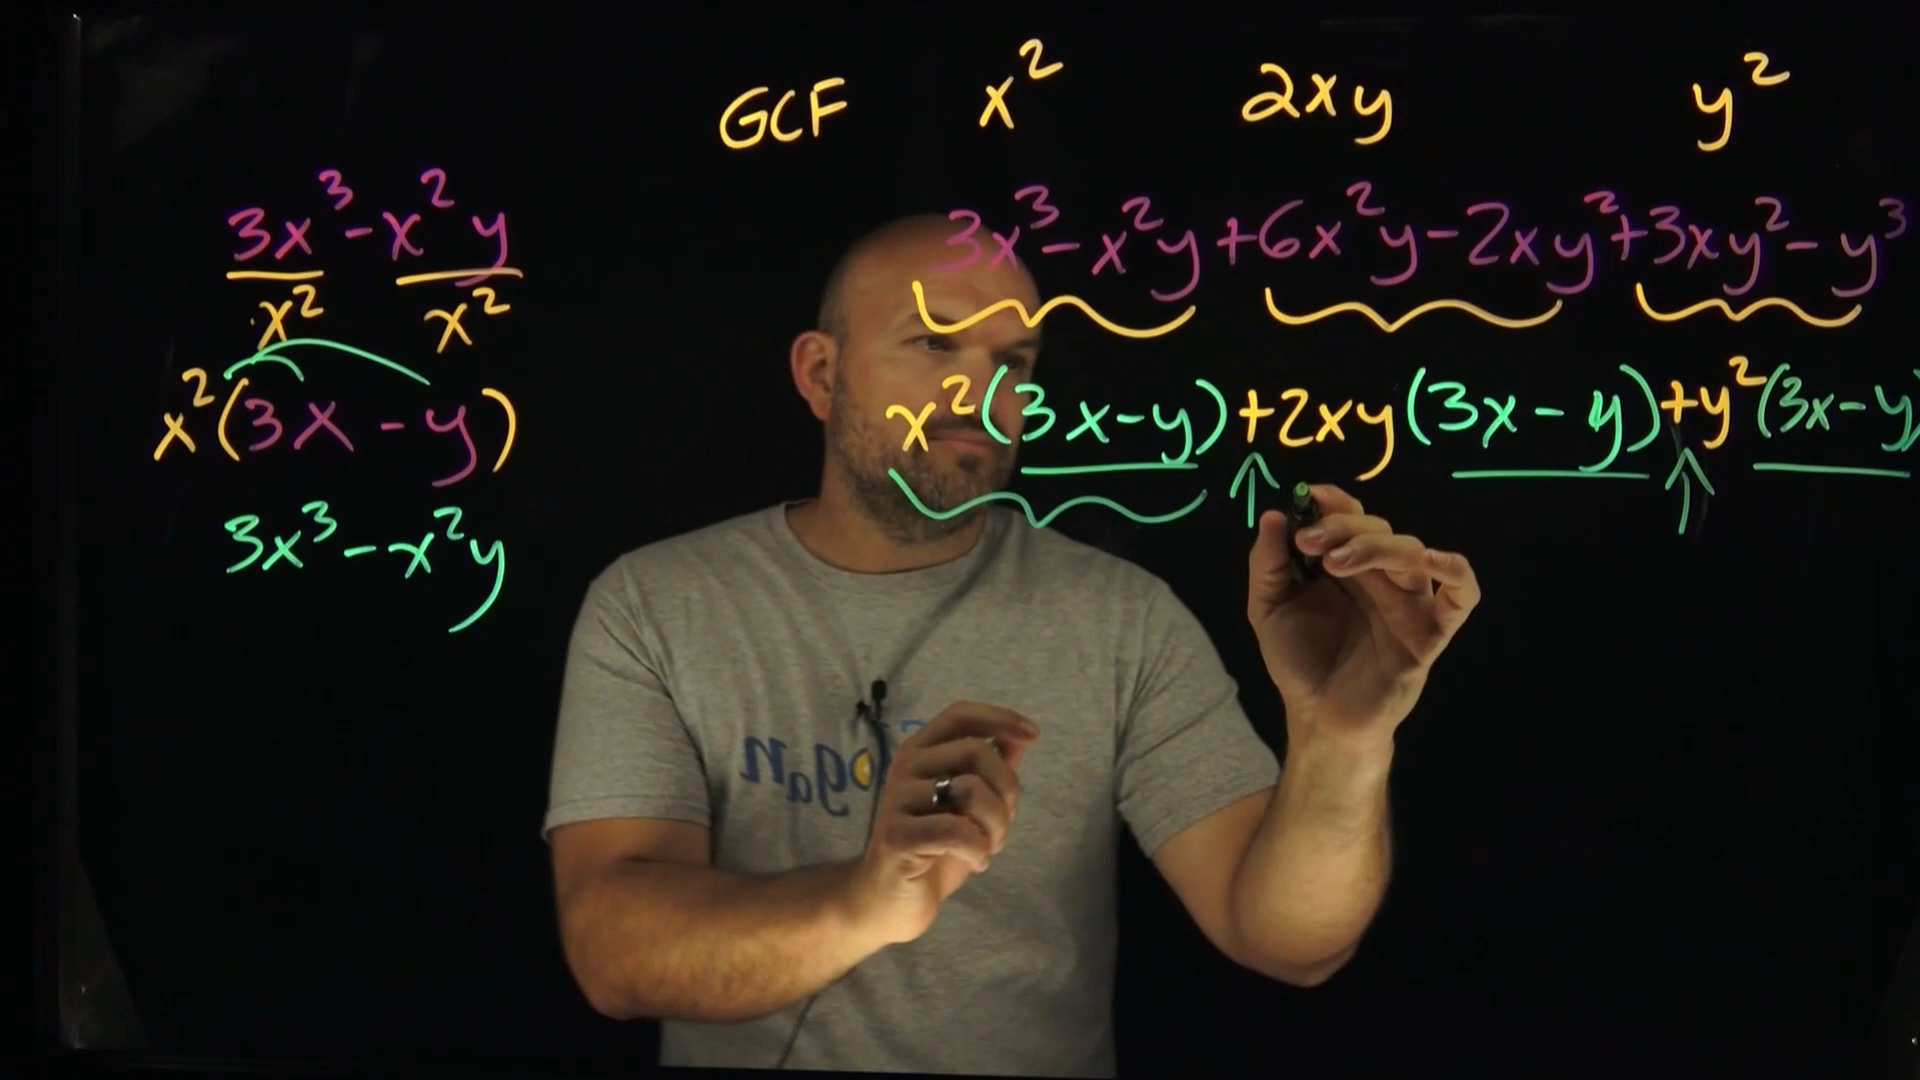 GCF x² 2xy y²
3x³-x²y+6x²y-2xy²+3xy²-y³
x²(3x-y)+2xy(3x-y)+y²(3x-y)
3x³-x²y
x² x²
x²(3x-y)
3x³-x²y
logan